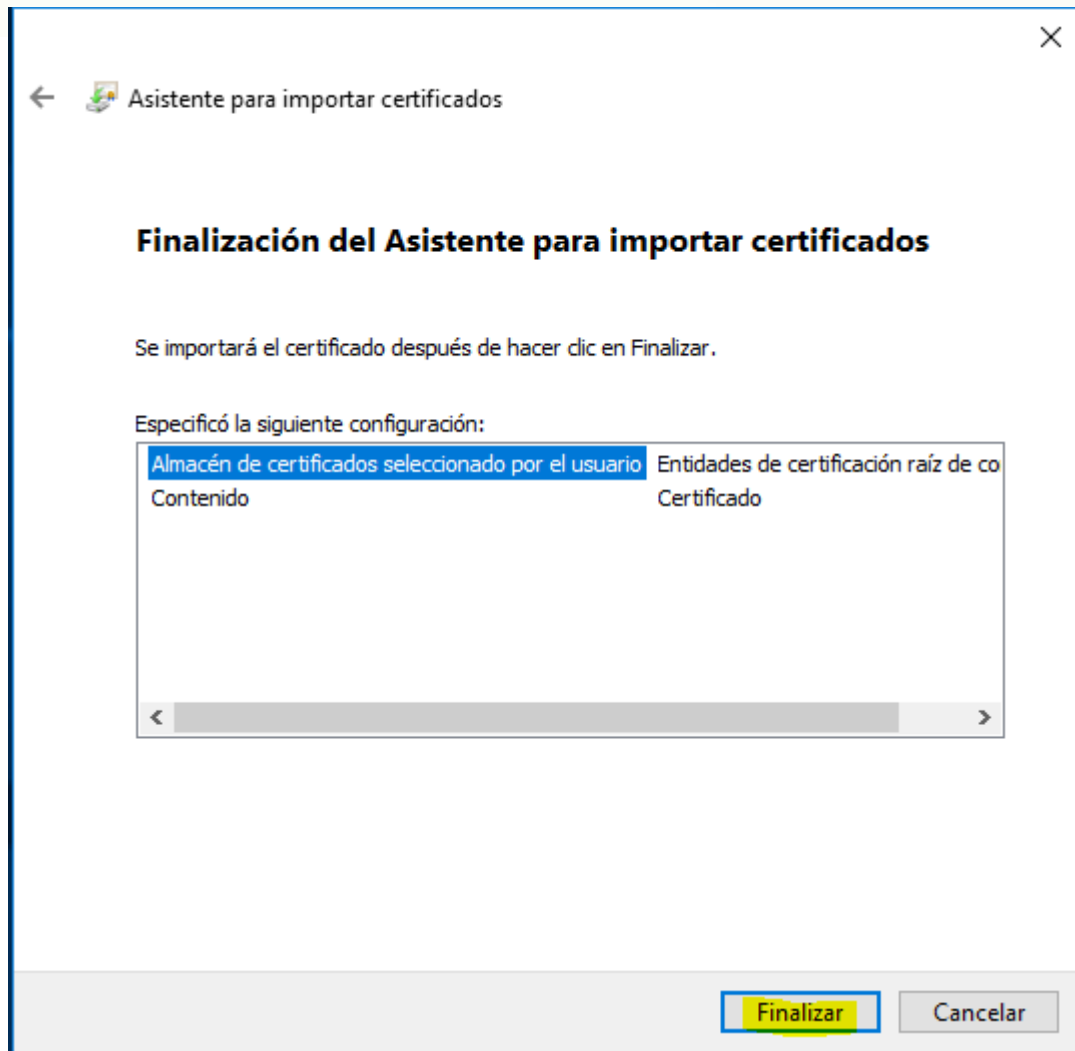 Asistente para importar certificados
Finalización del Asistente para importar certificados
Se importará el certificado después de hacer clic en Finalizar.
Especificó la siguiente configuración:
Almacén de certificados seleccionado por el usuario Entidades de certificación raíz de co
Contenido Certificado
Finalizar Cancelar